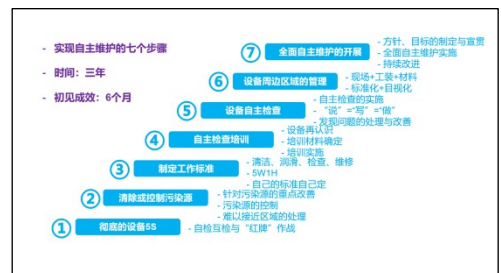 - 实现自主维护的七个步骤
- 时间：三年
- 初见成效：6个月
⑦ 全面自主维护的开展
- 方针、目标的制定与宣贯
- 全面自主维护实施
- 持续改进
⑥ 设备周边区域的管理
- 现场+工装+材料
- 标准化+目视化
⑤ 设备自主检查
- 自主检查的实施
- “说”=“写”=“做”
- 发现问题的处理与改善
④ 自主检查培训
- 设备再认识
- 培训材料确定
- 培训实施
③ 制定工作标准
- 清洁、润滑、检查、维修
- 5W1H
- 自己的标准自己定
② 清除或控制污染源
- 针对污染源的重点改善
- 污染源的控制
- 难以接近区域的处理
① 彻底的设备5S
- 自检互检与“红牌”作战